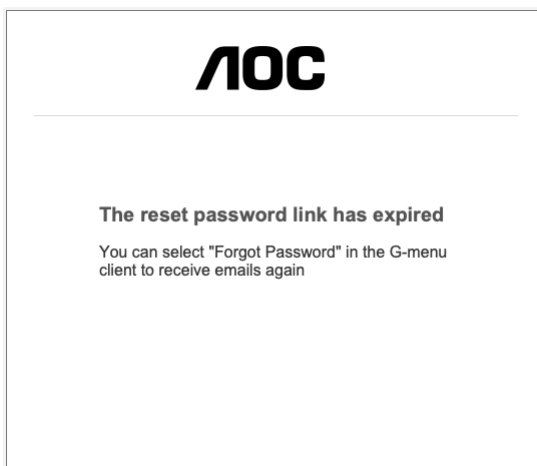 AOC
The reset password link has expired
You can select "Forgot Password" in the G-menu
client to receive emails again